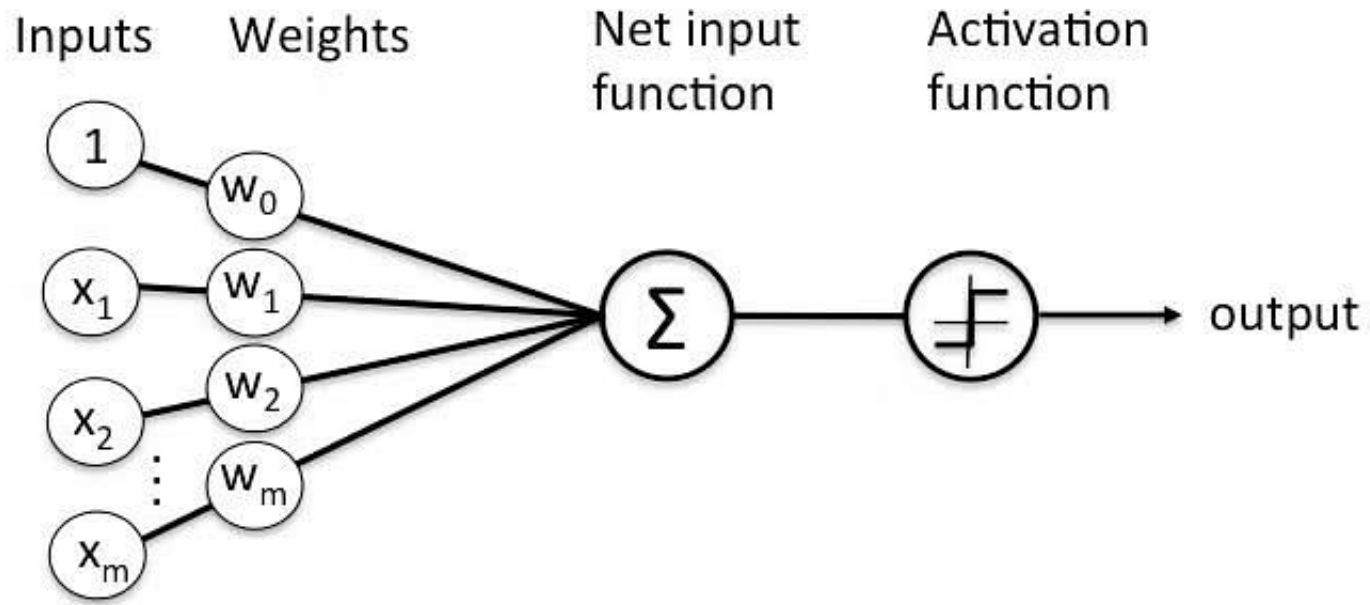 Inputs
Weights
Net input
function
Activation
function
1
w₀
x₁
w₁
Σ
output
x₂
w₂
⋮
xₘ
wₘ